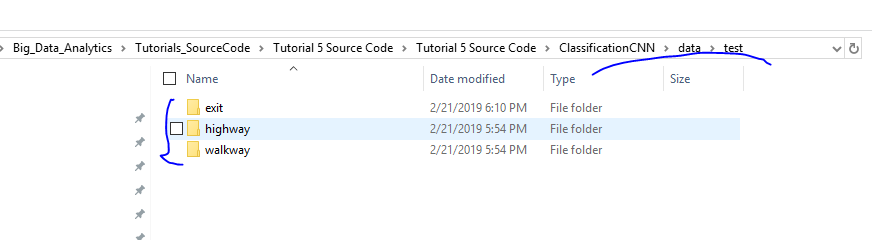 Big_Data_Analytics > Tutorials_SourceCode > Tutorial 5 Source Code > Tutorial 5 Source Code > ClassificationCNN > data > test
Name Date modified Type Size
exit 2/21/2019 6:10 PM File folder
highway 2/21/2019 5:54 PM File folder
walkway 2/21/2019 5:54 PM File folder